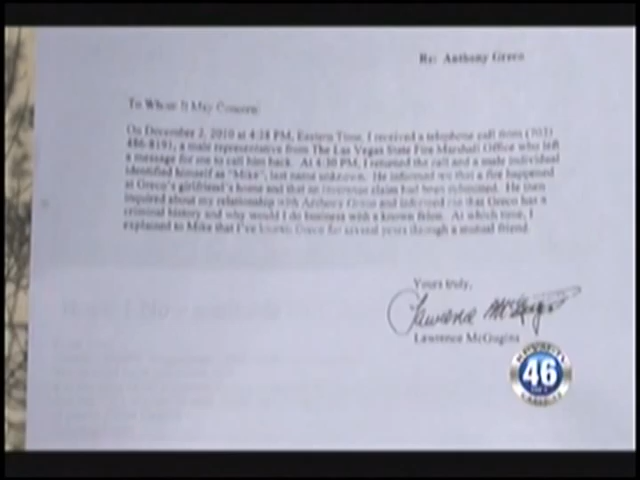 Re: Anthony Greco
To Whom It May Concern:
On December 2, 2010 at 4:28 PM, Eastern Time, I received a telephone call from (702)
486-8191, a male representative from The Las Vegas State Fire Marshall Office who left
a message for me to call him back. At 4:30 PM, I returned the call and a male individual
identified himself as "Mike", last name unknown. He informed me that a fire happened
at Greco's girlfriend's home and that an insurance claim had been submitted. He then
inquired about my relationship with Anthony Greco and informed me that Greco has a
criminal history and why would I do business with a known felon. At which time, I
explained to Mike that I've known Greco for several years through a mutual friend.
Yours truly,
Lawrence McGugins
46